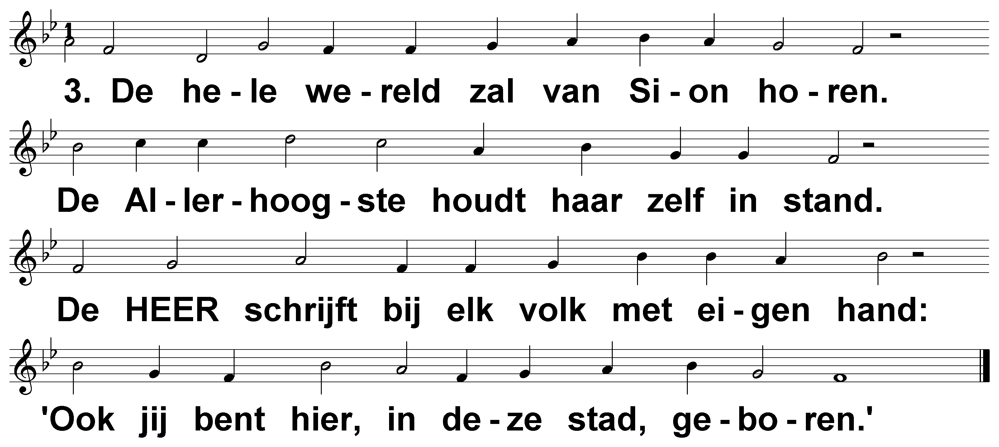 1
3. De he - le we - reld zal van Si - on ho - ren.
De Al - ler - hoog - ste houdt haar zelf in stand.
De HEER schrijft bij elk volk met ei - gen hand:
'Ook jij bent hier, in de - ze stad, ge - bo - ren.'